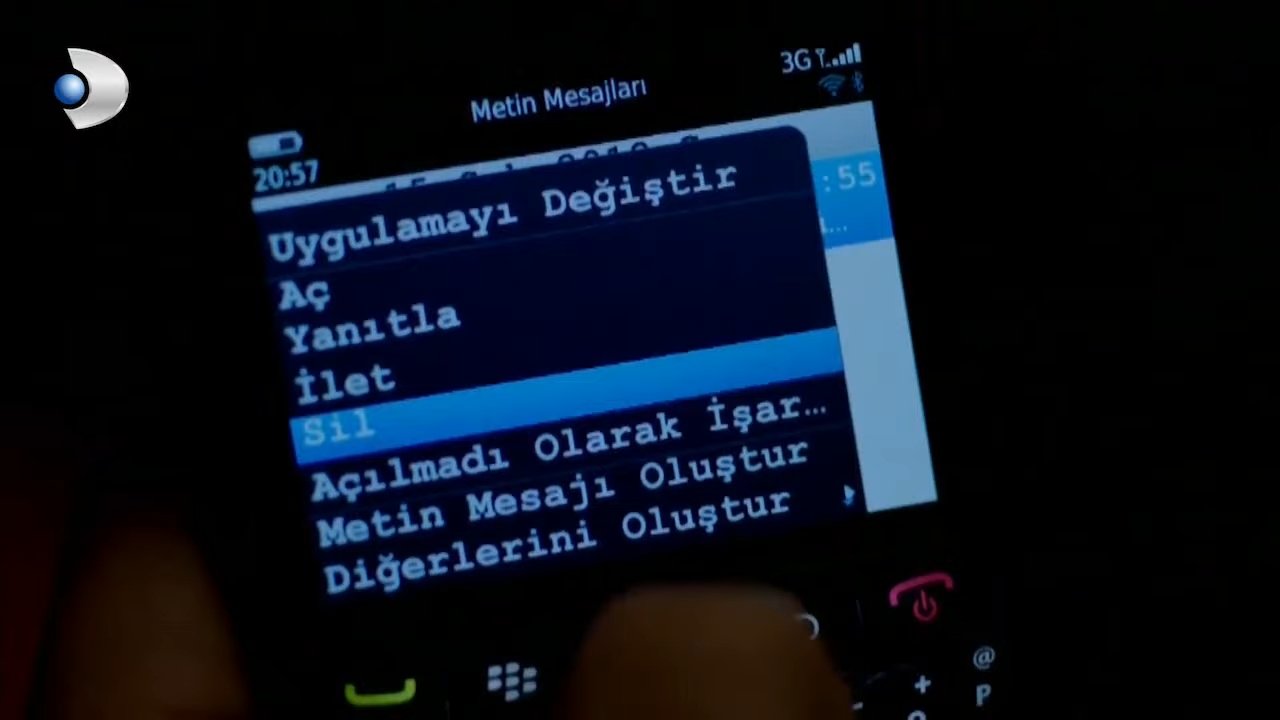 3G
Metin Mesajları
20:57
:55
Uygulamayı Değiştir
Aç
Yanıtla
İlet
Sil
Açılmadı Olarak İşar...
Metin Mesajı Oluştur
Diğerlerini Oluştur
@
+
P